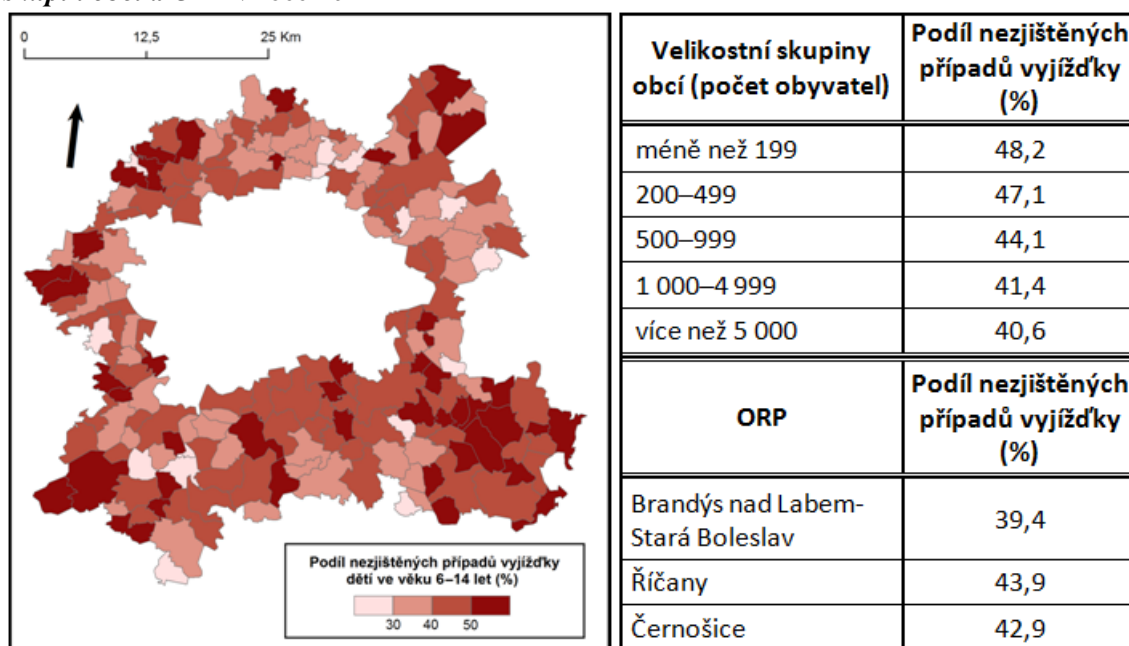 0 12,5 25 Km
Podíl nezjištěných případů vyjížďky
dětí ve věku 6–14 let (%)
30 40 50
Velikostní skupiny
obcí (počet obyvatel)
Podíl nezjištěných
případů vyjížďky
(%)
méně než 199 48,2
200–499 47,1
500–999 44,1
1 000–4 999 41,4
více než 5 000 40,6
ORP
Podíl nezjištěných
případů vyjížďky
(%)
Brandýs nad Labem-
Stará Boleslav 39,4
Říčany 43,9
Černošice 42,9